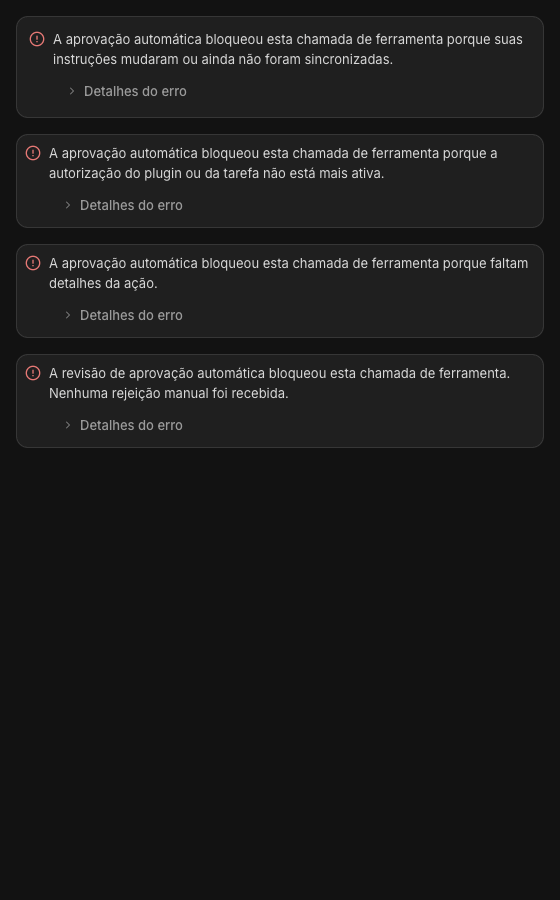 A aprovação automática bloqueou esta chamada de ferramenta porque suas
instruções mudaram ou ainda não foram sincronizadas.
Detalhes do erro
A aprovação automática bloqueou esta chamada de ferramenta porque a
autorização do plugin ou da tarefa não está mais ativa.
Detalhes do erro
A aprovação automática bloqueou esta chamada de ferramenta porque faltam
detalhes da ação.
Detalhes do erro
A revisão de aprovação automática bloqueou esta chamada de ferramenta.
Nenhuma rejeição manual foi recebida.
Detalhes do erro